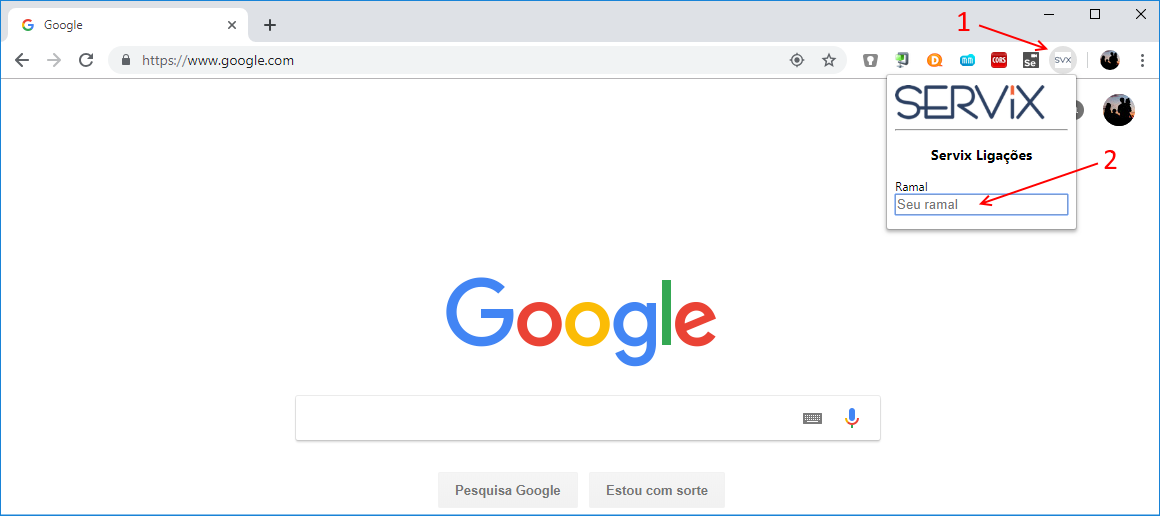 Google
1
https://www.google.com
mm
CORS
Se
SVX
SERViX
Servix Ligações
2
Ramal
Seu ramal
Google
Pesquisa Google
Estou com sorte